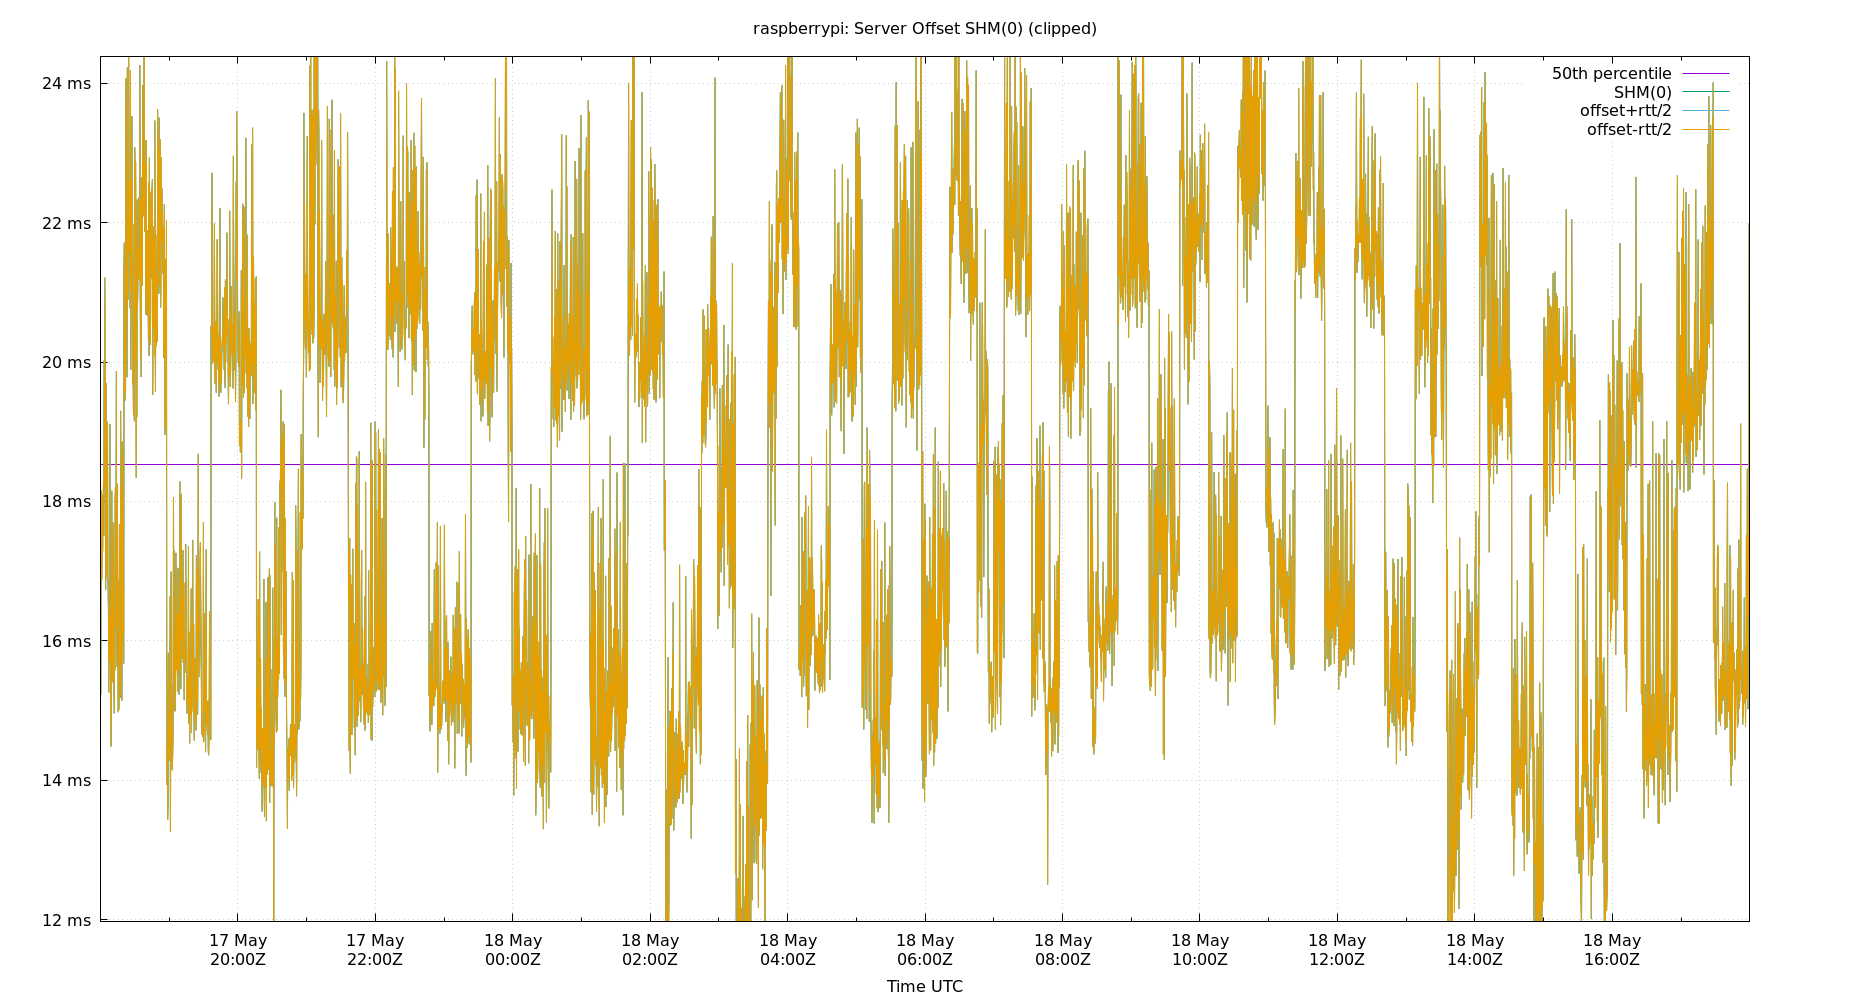 raspberrypi: Server Offset SHM(0) (clipped)
50th percentile
SHM(0)
offset+rtt/2
offset-rtt/2
24 ms
22 ms
20 ms
18 ms
16 ms
14 ms
12 ms
17 May 17 May 18 May 18 May 18 May 18 May 18 May 18 May 18 May 18 May 18 May
20:00Z 22:00Z 00:00Z 02:00Z 04:00Z 06:00Z 08:00Z 10:00Z 12:00Z 14:00Z 16:00Z
Time UTC